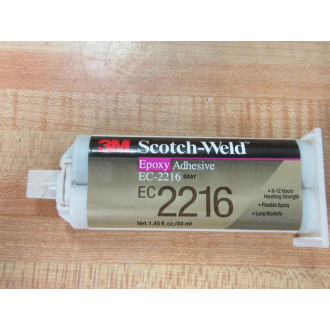 3M Scotch-Weld™
Epoxy Adhesive
EC-2216 GRAY
EC 2216
Net 1.45 fl. oz./43 ml
• 8-12 Hours
Handling Strength
• Flexible Epoxy
• Long Worklife